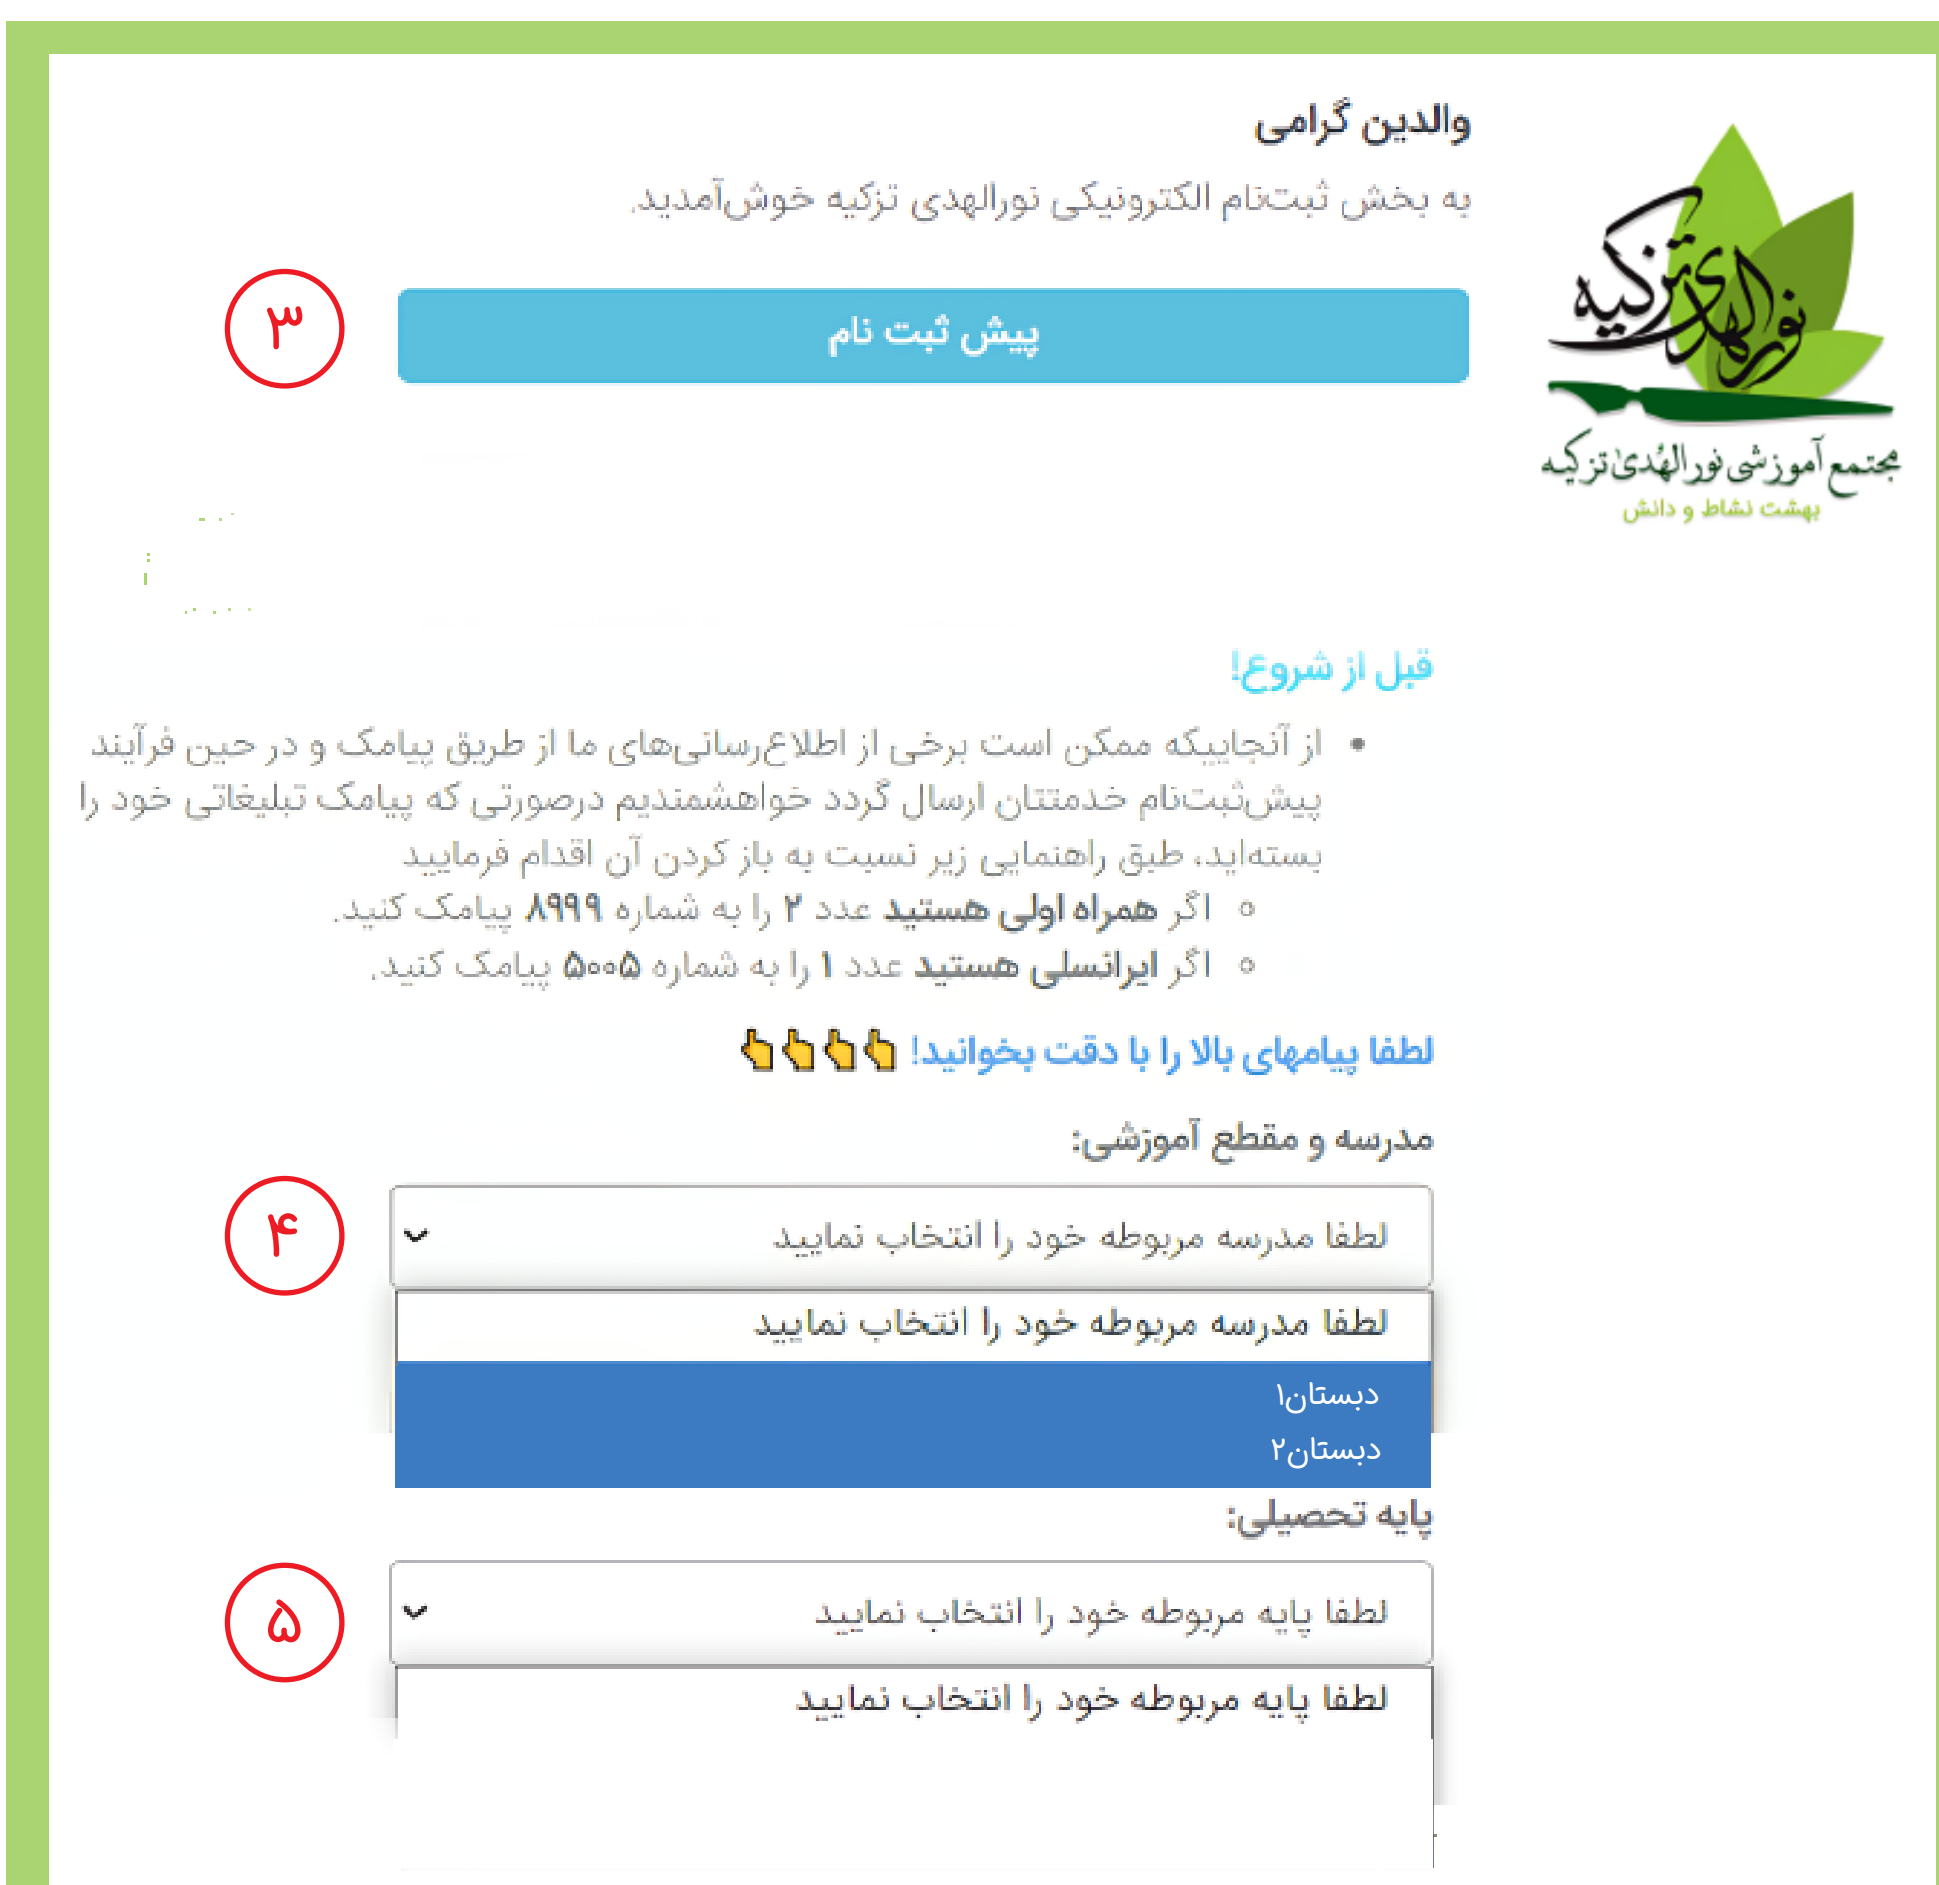 والدین گرامی
به بخش ثبت‌نام الکترونیکی نورالهدی تزکیه خوش‌آمدید.
۳
پیش ثبت نام
نورالهدی تزکیه
مجتمع آموزشی نورالهُدیٰ تزکیه
بهشت نشاط و دانش
قبل از شروع!
• از آنجاییکه ممکن است برخی از اطلاع‌رسانی‌های ما از طریق پیامک و در حین فرآیند
پیش‌ثبت‌نام خدمتتان ارسال گردد خواهشمندیم درصورتی که پیامک تبلیغاتی خود را
بسته‌اید، طبق راهنمایی زیر نسبت به باز کردن آن اقدام فرمایید
○ اگر همراه اولی هستید عدد ۲ را به شماره ۸۹۹۹ پیامک کنید.
○ اگر ایرانسلی هستید عدد ۱ را به شماره ۵۰۰۵ پیامک کنید.
لطفا پیامهای بالا را با دقت بخوانید! 👆👆👆👆
مدرسه و مقطع آموزشی:
۴
لطفا مدرسه مربوطه خود را انتخاب نمایید
لطفا مدرسه مربوطه خود را انتخاب نمایید
دبستان۱
دبستان۲
پایه تحصیلی:
۵
لطفا پایه مربوطه خود را انتخاب نمایید
لطفا پایه مربوطه خود را انتخاب نمایید